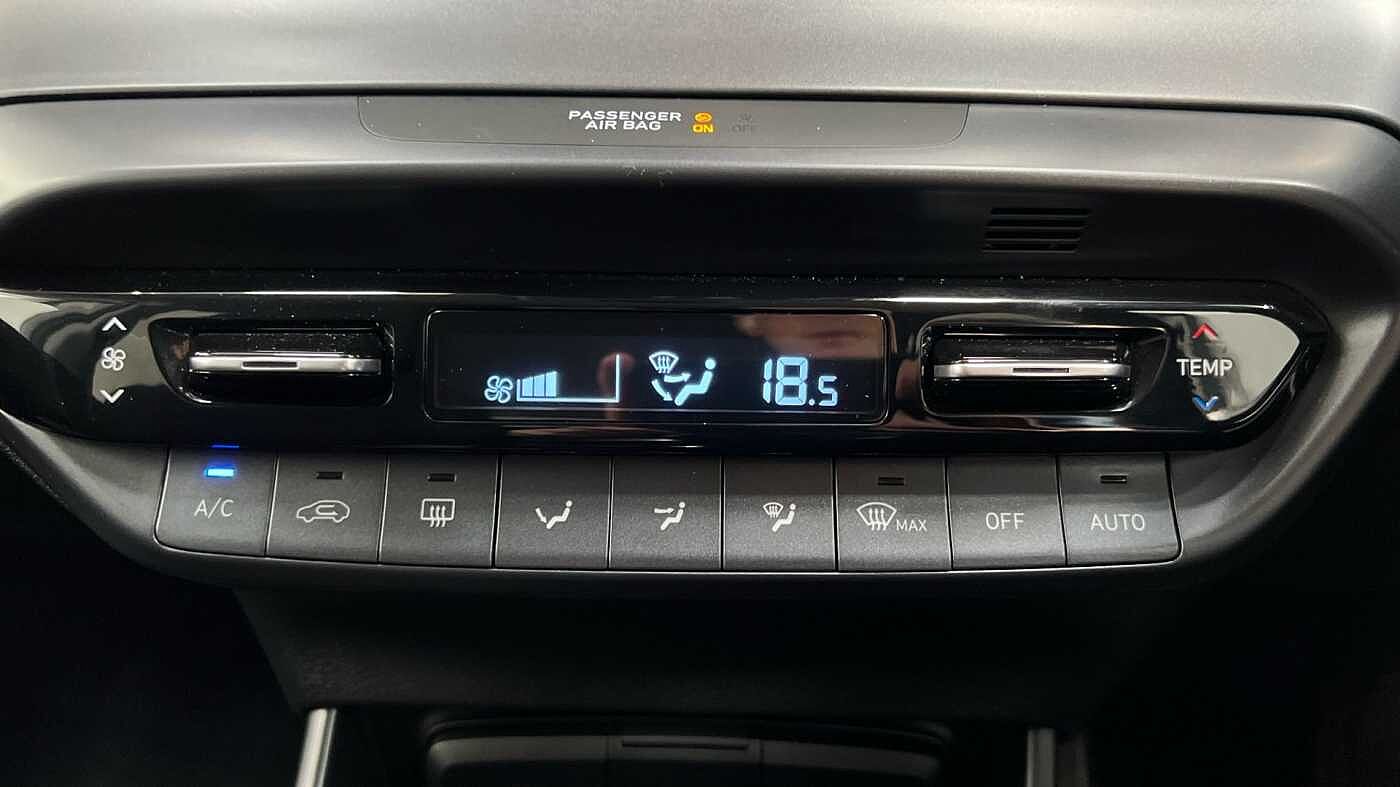 PASSENGER
AIR BAG
ON OFF
18.5
TEMP
A/C
MAX
OFF
AUTO